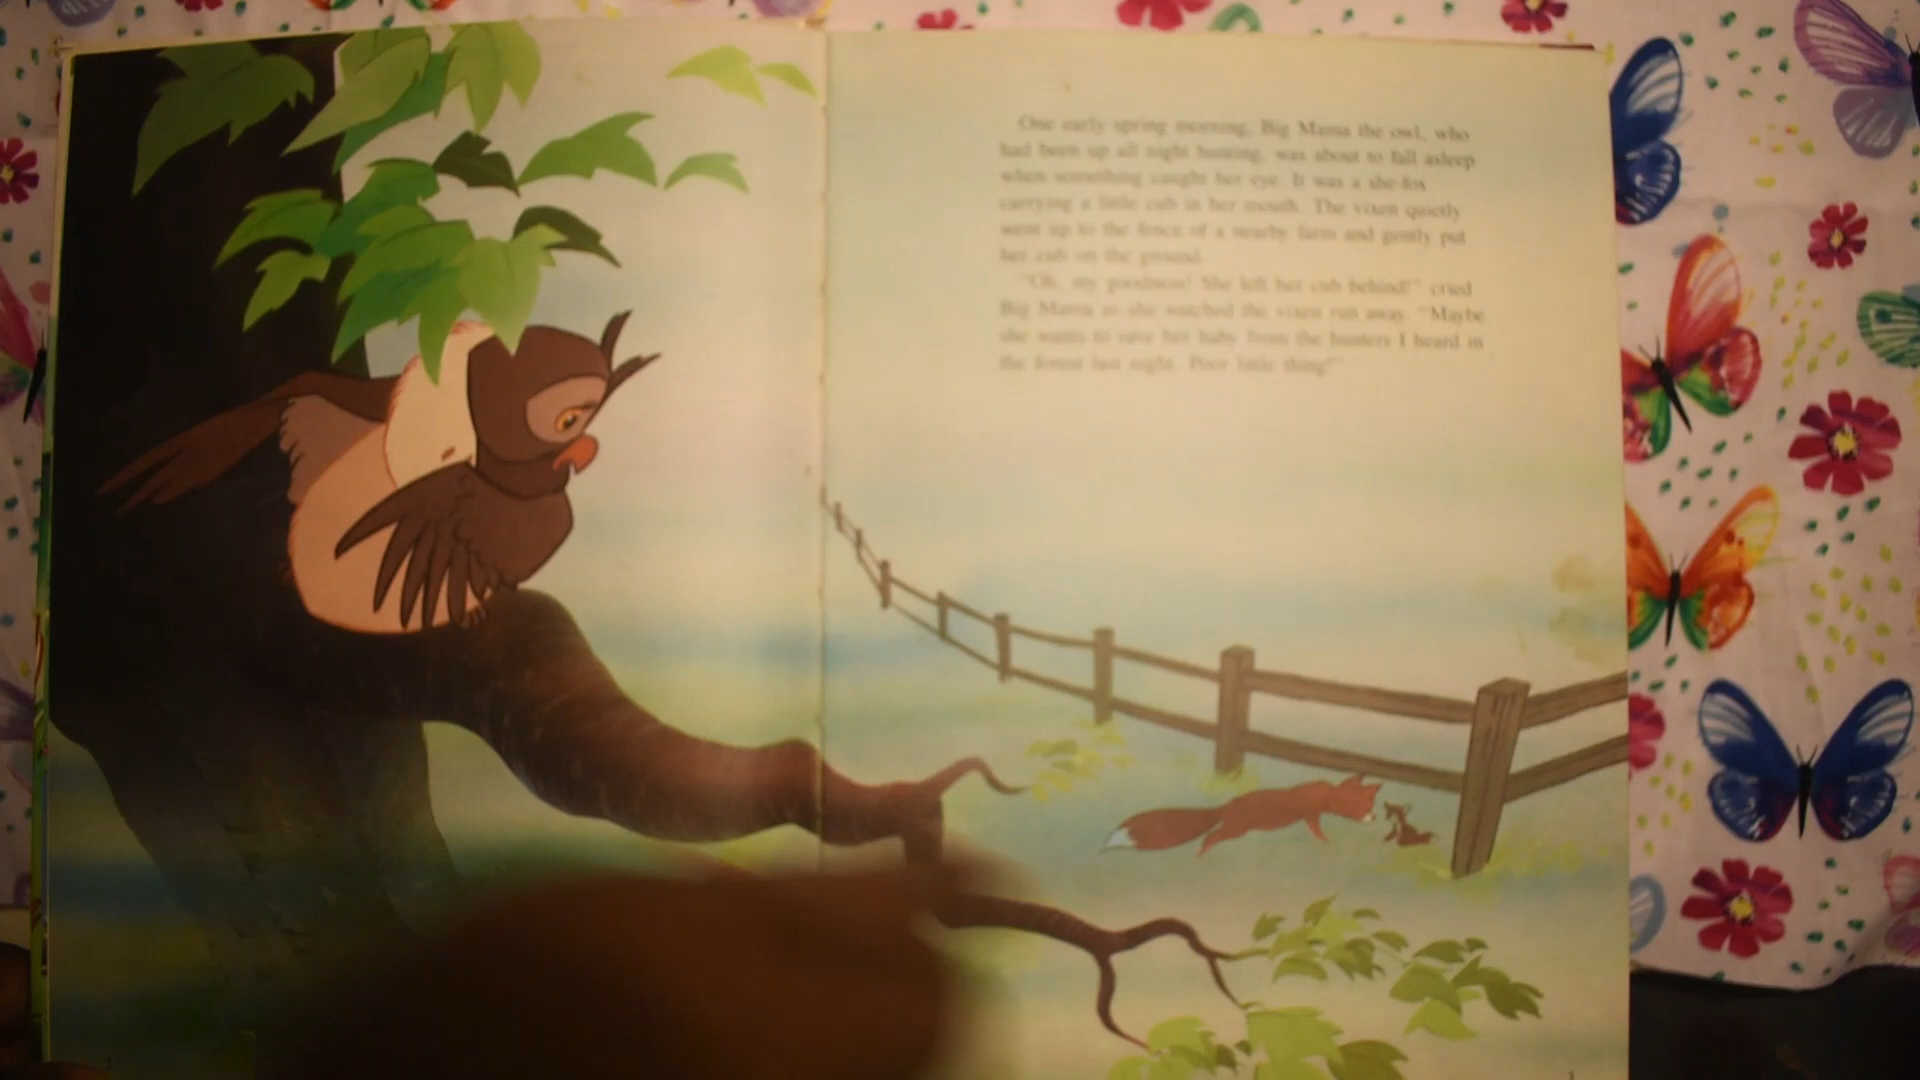 One early spring morning, Big Mama the owl, who
had been up all night hunting, was about to fall asleep
when something caught her eye. It was a she-fox
carrying a little cub in her mouth. The vixen quietly
went up to the fence of a nearby farm and gently put
her cub on the ground.
"Oh, my goodness! She left her cub behind!" cried
Big Mama as she watched the vixen run away. "Maybe
she wants to save her baby from the hunters I heard in
the forest last night. Poor little thing!"
3